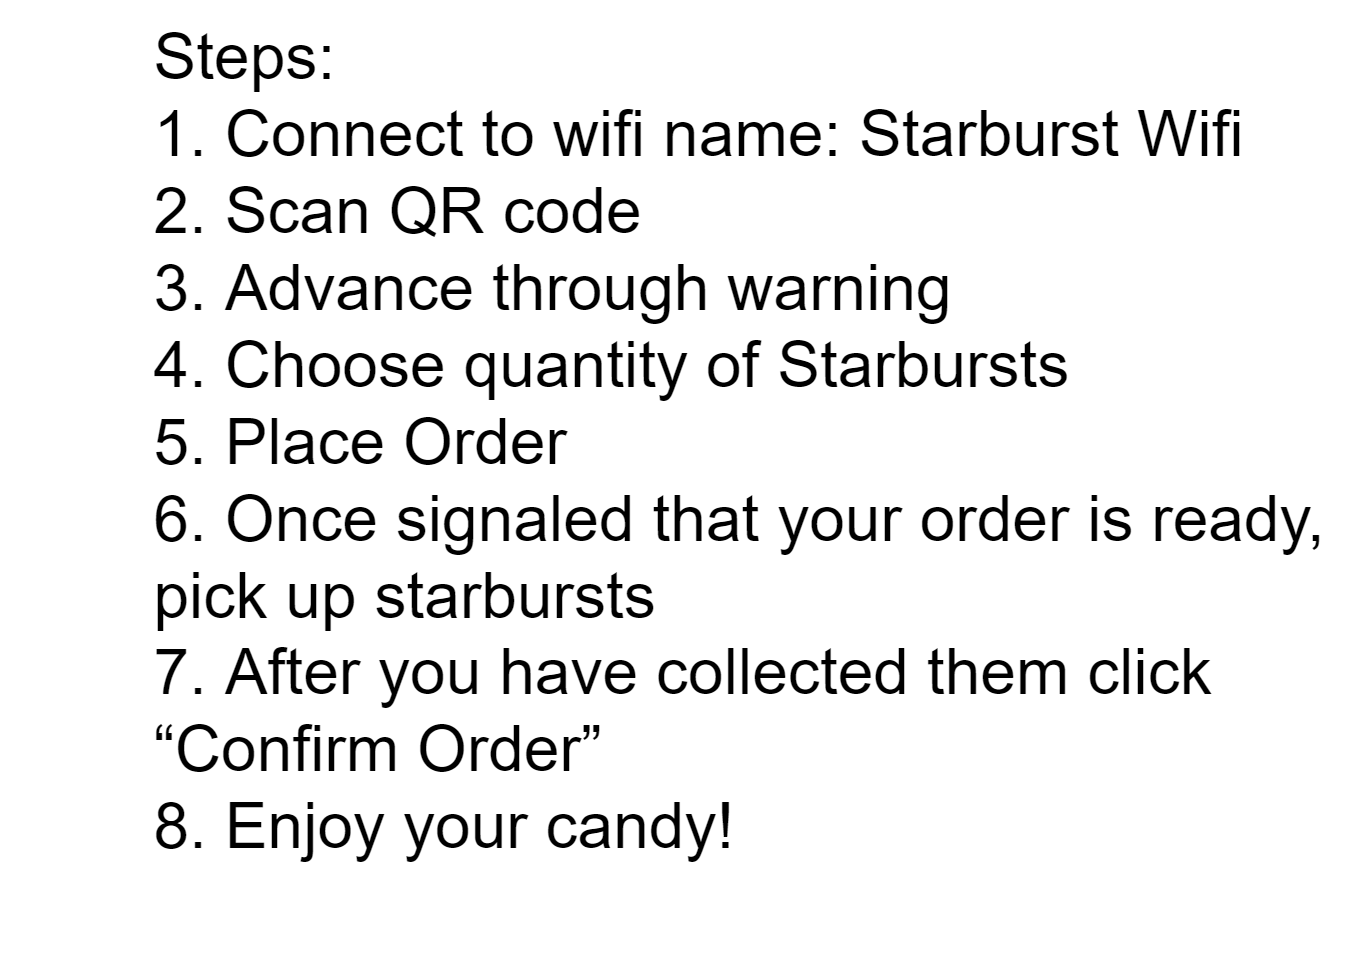 Steps:
1. Connect to wifi name: Starburst Wifi
2. Scan QR code
3. Advance through warning
4. Choose quantity of Starbursts
5. Place Order
6. Once signaled that your order is ready,
pick up starbursts
7. After you have collected them click
“Confirm Order”
8. Enjoy your candy!